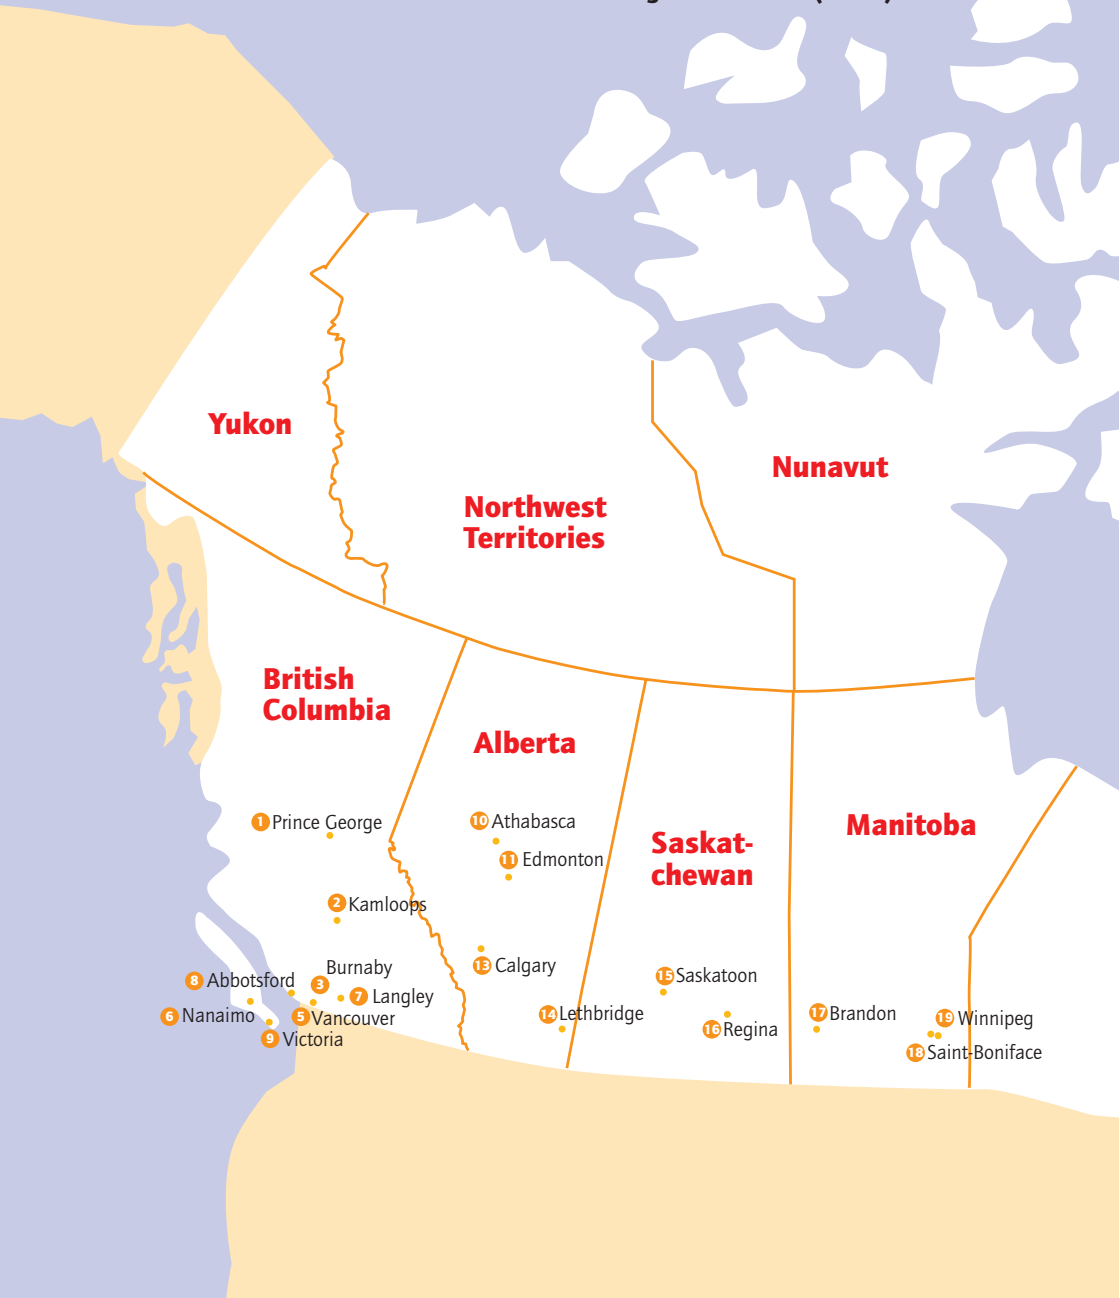 Yukon
Northwest
Territories
Nunavut
British
Columbia
Alberta
Saskat-
chewan
Manitoba
1 Prince George
2 Kamloops
Burnaby
3
8 Abbotsford
7 Langley
6 Nanaimo
5 Vancouver
9 Victoria
10 Athabasca
11 Edmonton
13 Calgary
14 Lethbridge
15 Saskatoon
16 Regina
17 Brandon
19 Winnipeg
18 Saint-Boniface